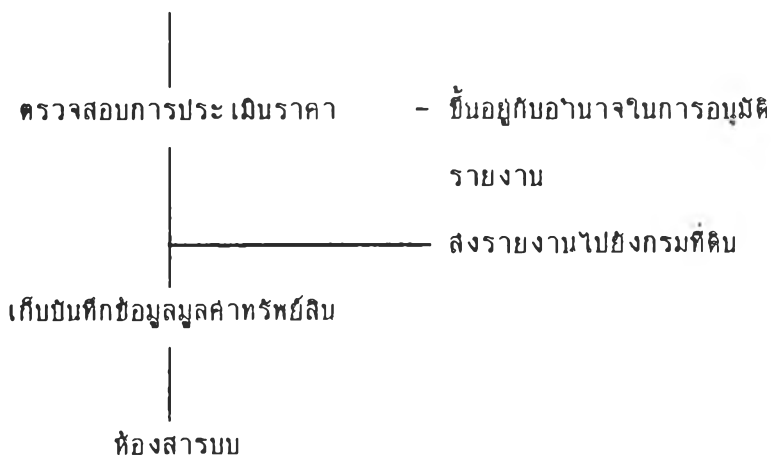 ตรวจสอบการประเมินราคา - ขึ้นอยู่กับอำนาจในการอนุมัติ
รายงาน
ส่งรายงานไปยังกรมที่ดิน
เก็บบันทึกข้อมูลมูลค่าทรัพย์สิน
ห้องสารบบ